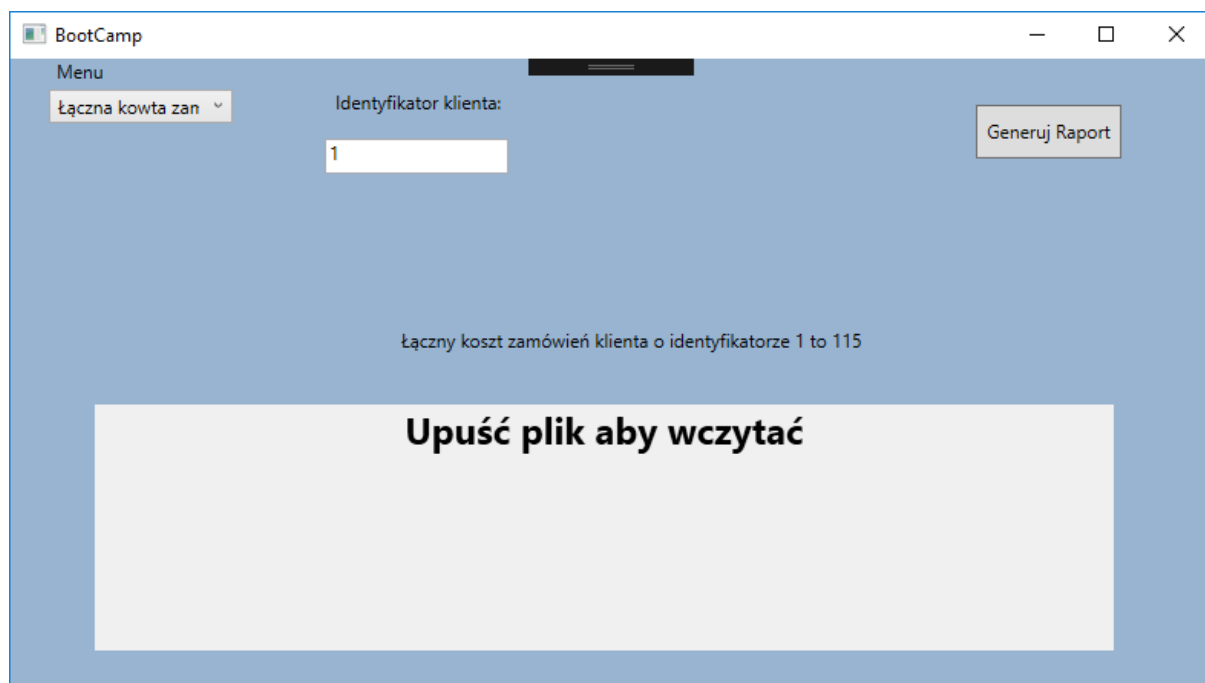 BootCamp
Menu
Łączna kowta zan
Identyfikator klienta:
1
Generuj Raport
Łączny koszt zamówień klienta o identyfikatorze 1 to 115
Upuść plik aby wczytać